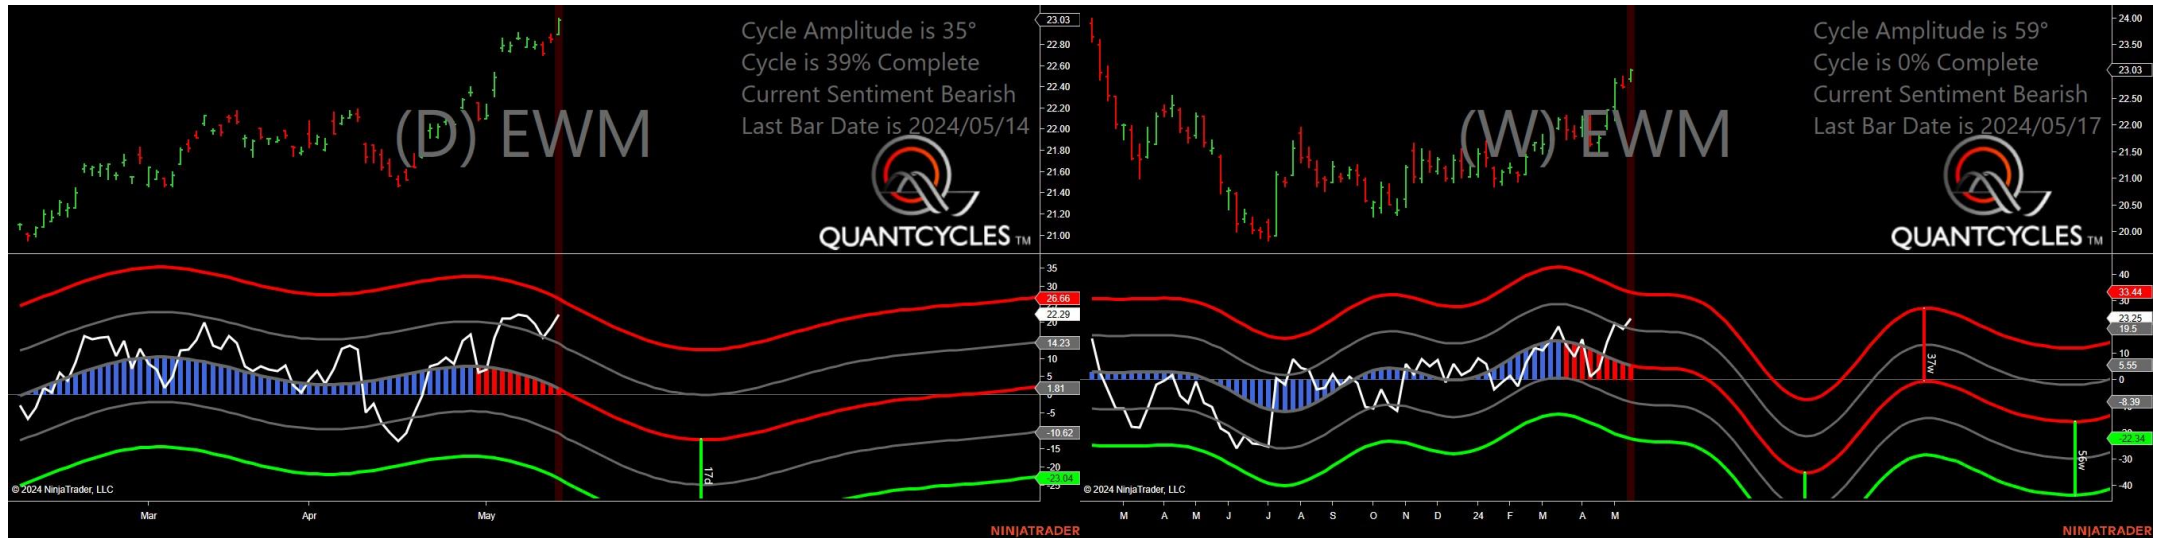 Cycle Amplitude is 35°
Cycle is 39% Complete
Current Sentiment Bearish
Last Bar Date is 2024/05/14
(D) EWM
QUANTCYCLES TM
23.03
22.80
22.60
22.40
22.20
22.00
21.80
21.60
21.40
21.20
21.00
35
30
26.66
22.29
20
14.23
10
5
1.81
-5
-10.62
-15
-20
-23.04
17d
© 2024 NinjaTrader, LLC
Mar
Apr
May
NINJATRADER
Cycle Amplitude is 59°
Cycle is 0% Complete
Current Sentiment Bearish
Last Bar Date is 2024/05/17
(W) EWM
QUANTCYCLES TM
24.00
23.50
23.03
22.50
22.00
21.50
21.00
20.50
20.00
40
33.44
30
23.25
19.5
10
5.55
0
-8.39
-22.34
-30
-40
37w
56w
© 2024 NinjaTrader, LLC
M A M J J A S O N D 24 F M A M
NINJATRADER